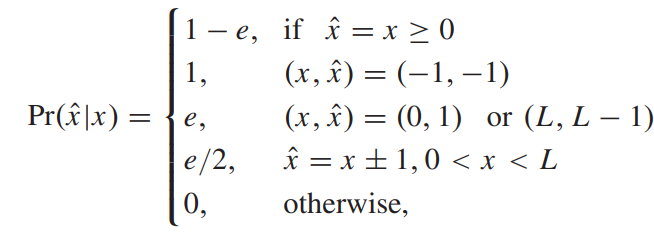 1 − e, if x̂ = x ≥ 0
1, (x, x̂) = (−1, −1)
Pr(x̂|x) = { e, (x, x̂) = (0, 1) or (L, L − 1)
e/2, x̂ = x ± 1, 0 < x < L
0, otherwise,